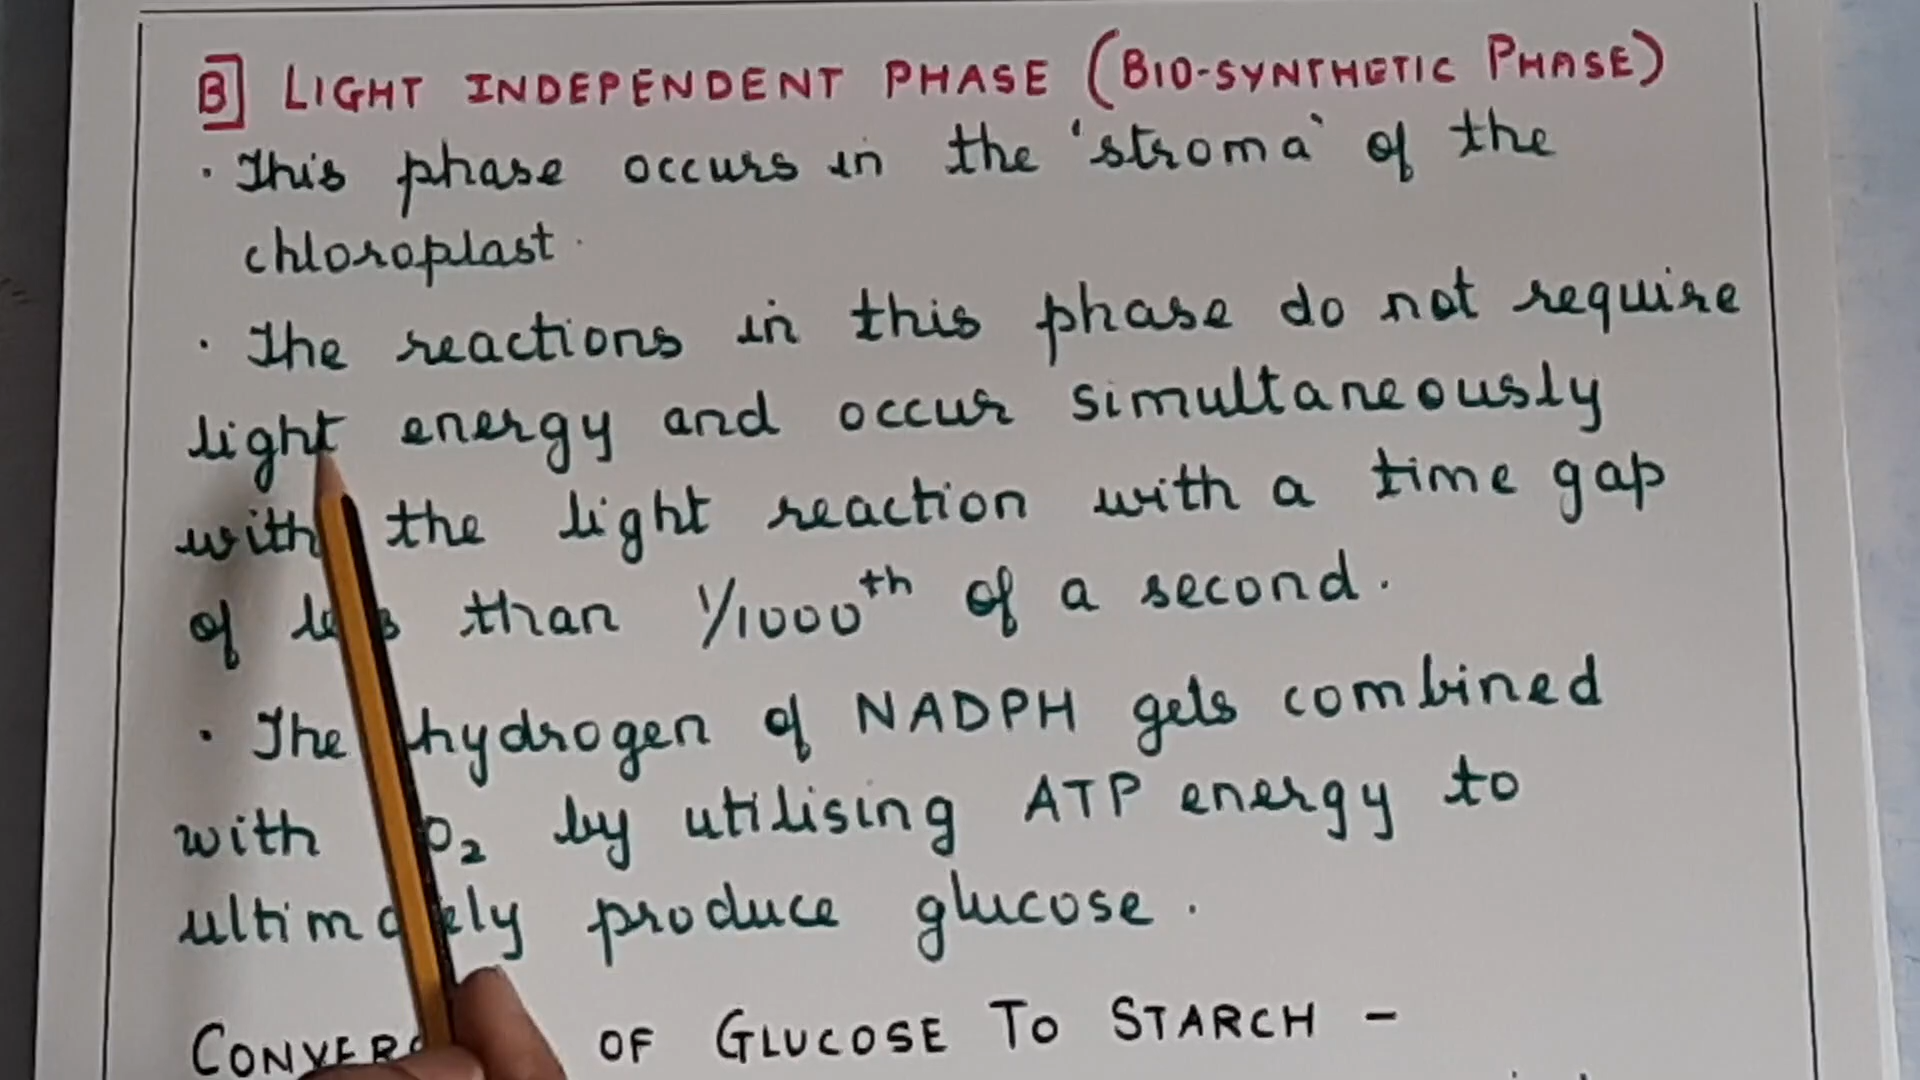 B] LIGHT INDEPENDENT PHASE (BIO-SYNTHETIC PHASE)
· This phase occurs in the 'stroma' of the
chloroplast.
· The reactions in this phase do not require
light energy and occur simultaneously
with the light reaction with a time gap
of less than 1/1000th of a second.
· The hydrogen of NADPH gets combined
with by utilising ATP energy to
ultimately produce glucose.
OF GLUCOSE TO STARCH -